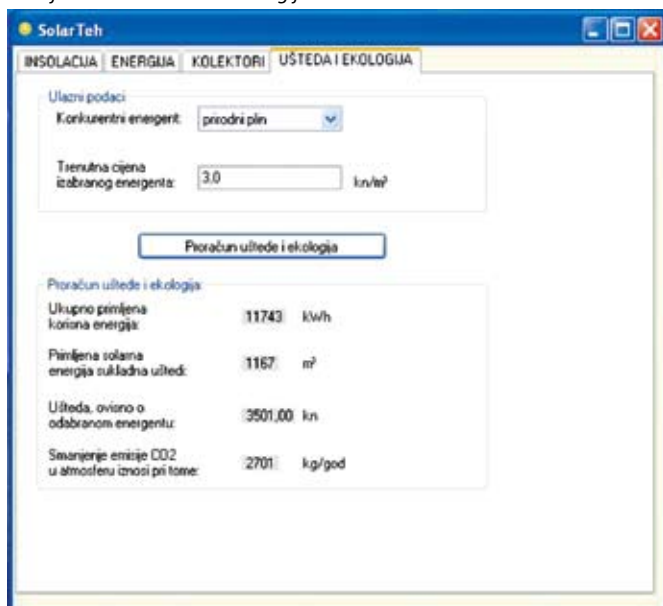 SolarTeh
INSOLACIJA ENERGIJA KOLEKTORI UŠTEDA I EKOLOGIJA
Ulazni podaci
Konkurentni energent: prirodni plin
Trenutna cijena
izabranog energenta: 3.0 kn/m³
Proračun uštede i ekologija
Proračun uštede i ekologija:
Ukupno primljena
korisna energija: 11743 kWh
Primljena solarna
energija sukladna uštedi: 1167 m³
Ušteda, ovisno o
odabranom energentu: 3501,00 kn
Smanjenje emisije CO2
u atmosferu iznosi pri tome: 2701 kg/god